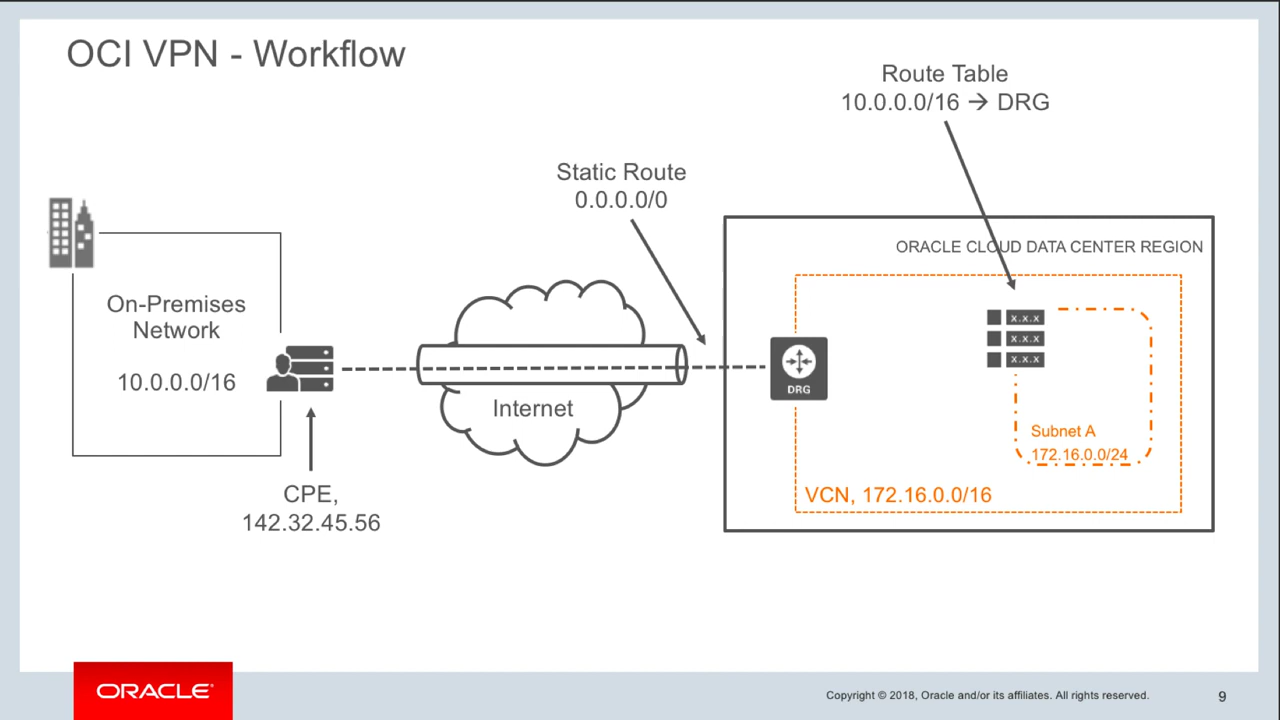 OCI VPN - Workflow
Route Table
10.0.0.0/16 → DRG
Static Route
0.0.0.0/0
ORACLE CLOUD DATA CENTER REGION
On-Premises
Network
10.0.0.0/16
x.x.x
x.x.x
x.x.x
DRG
Internet
Subnet A
172.16.0.0/24
VCN, 172.16.0.0/16
CPE,
142.32.45.56
ORACLE®
Copyright © 2018, Oracle and/or its affiliates. All rights reserved.
9